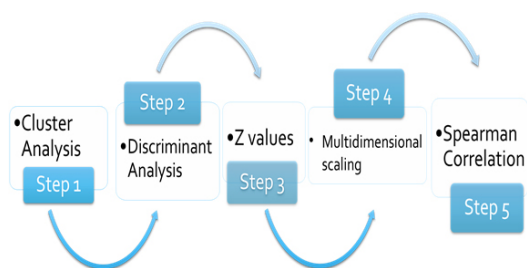 •Cluster
Analysis
Step 1
Step 2
•Discriminant
Analysis
•Z values
Step 3
Step 4
• Multidimensional
scaling
•Spearman
Correlation
Step 5